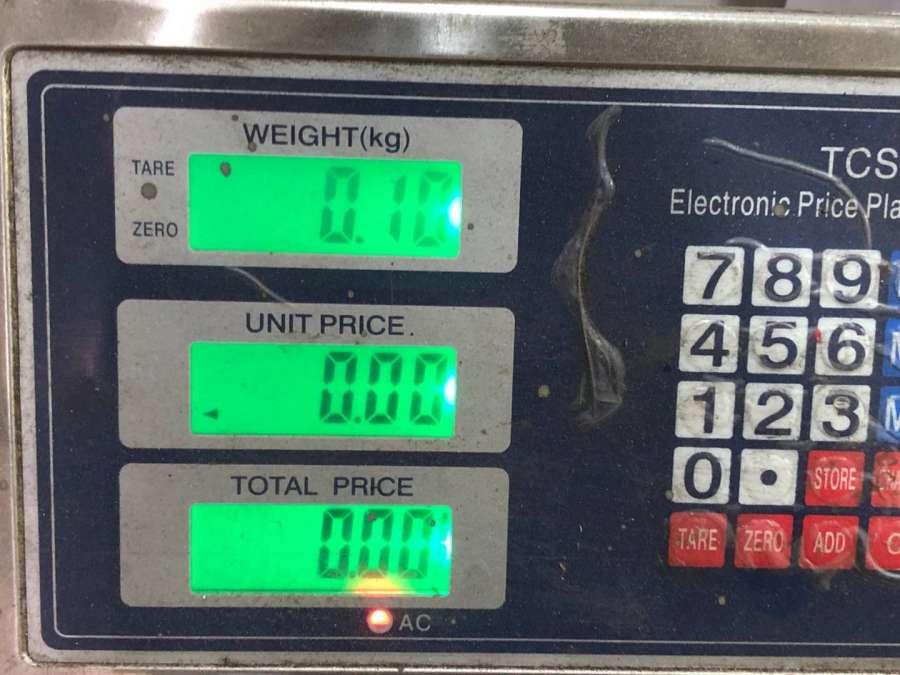 WEIGHT(kg)
TARE
0.10
ZERO
UNIT PRICE.
0.00
TOTAL PRICE
0.00
AC
TCS
Electronic Price
7 8 9
4 5 6
1 2 3
0 . STORE
TARE ZERO ADD